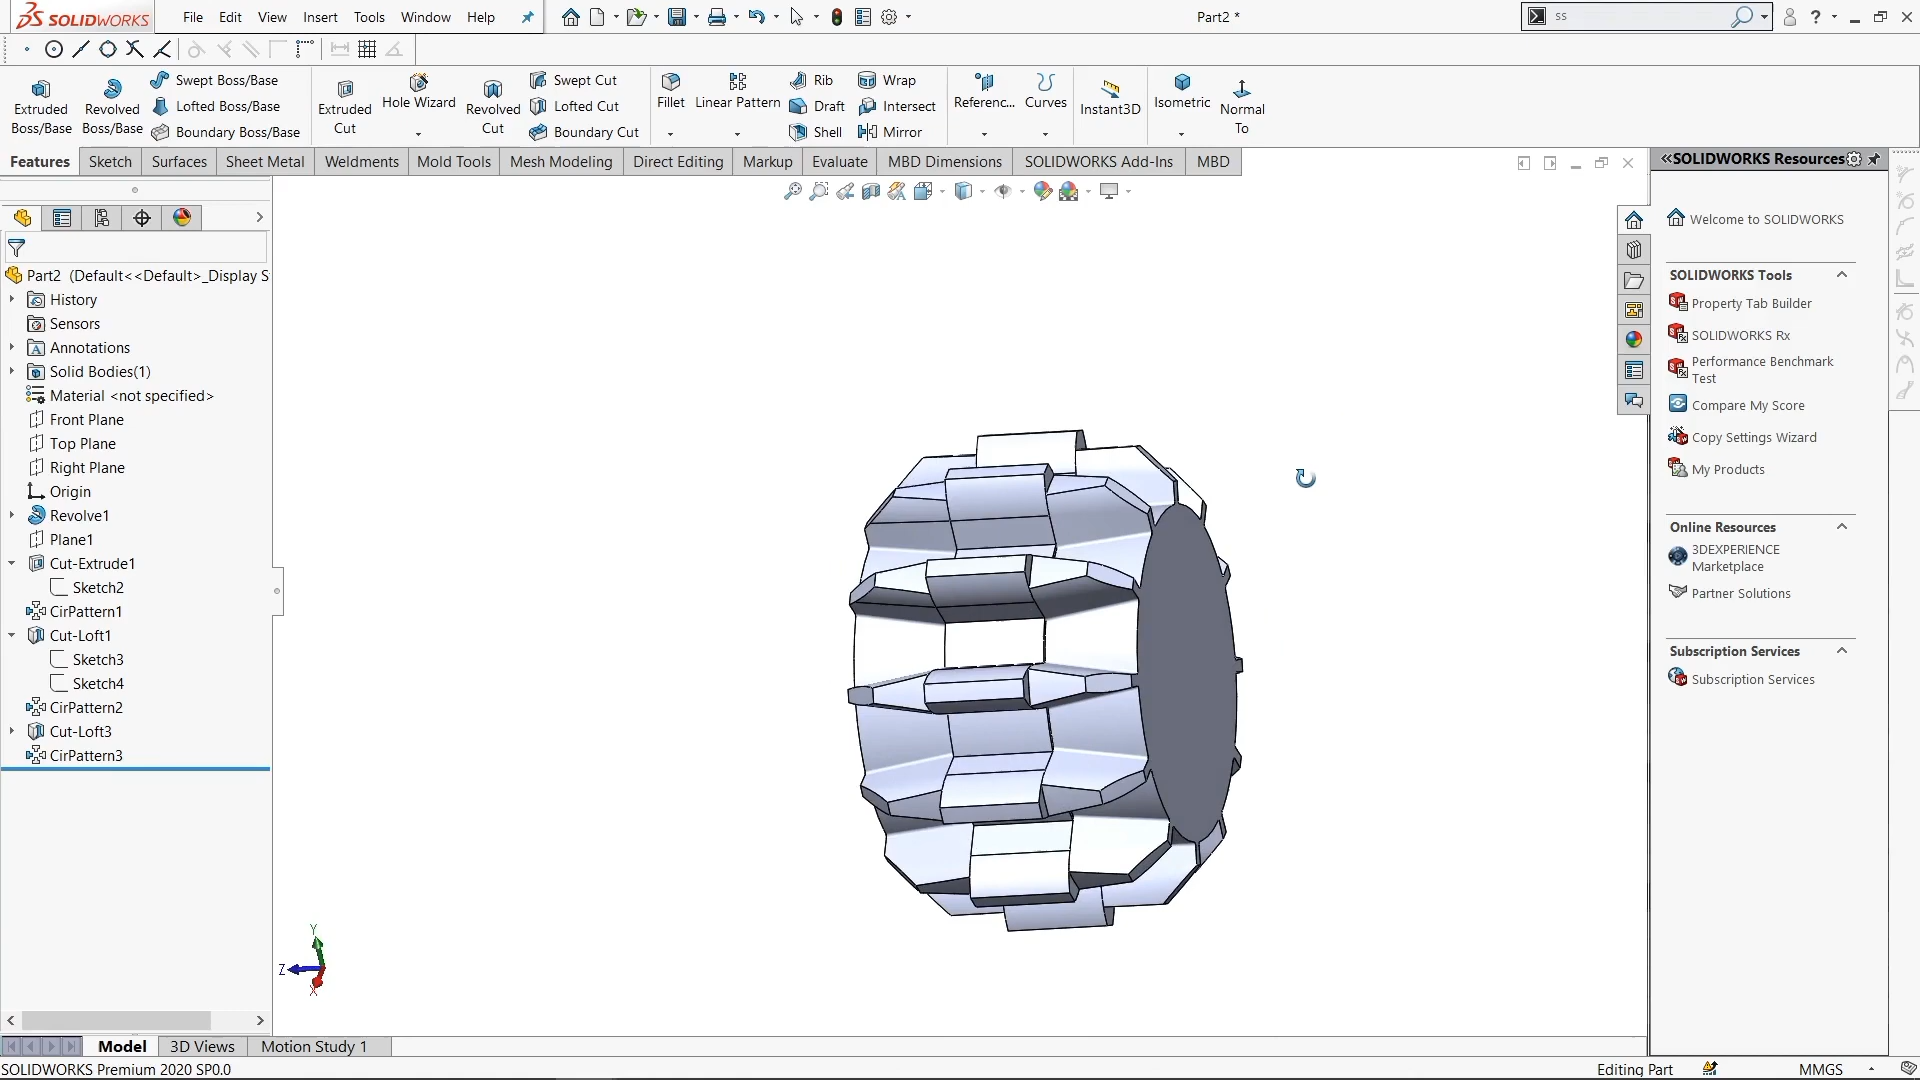 SOLIDWORKS File Edit View Insert Tools Window Help Part2 * ss ?
Swept Boss/Base Swept Cut Rib Wrap
Extruded Boss/Base Revolved Boss/Base Lofted Boss/Base Extruded Cut Hole Wizard Revolved Cut Lofted Cut Fillet Linear Pattern Draft Intersect Referenc... Curves Instant3D Isometric Normal To
Boundary Boss/Base Boundary Cut Shell Mirror
Features Sketch Surfaces Sheet Metal Weldments Mold Tools Mesh Modeling Direct Editing Markup Evaluate MBD Dimensions SOLIDWORKS Add-Ins MBD
SOLIDWORKS Resources
Welcome to SOLIDWORKS
SOLIDWORKS Tools
Property Tab Builder
SOLIDWORKS Rx
Performance Benchmark
Test
Compare My Score
Copy Settings Wizard
My Products
Online Resources
3DEXPERIENCE
Marketplace
Partner Solutions
Subscription Services
Subscription Services
Part2 (Default<<Default>_Display S
History
Sensors
Annotations
Solid Bodies(1)
Material <not specified>
Front Plane
Top Plane
Right Plane
Origin
Revolve1
Plane1
Cut-Extrude1
Sketch2
CirPattern1
Cut-Loft1
Sketch3
Sketch4
CirPattern2
Cut-Loft3
CirPattern3
Y
Z
X
Model 3D Views Motion Study 1
SOLIDWORKS Premium 2020 SP0.0 Editing Part MMGS